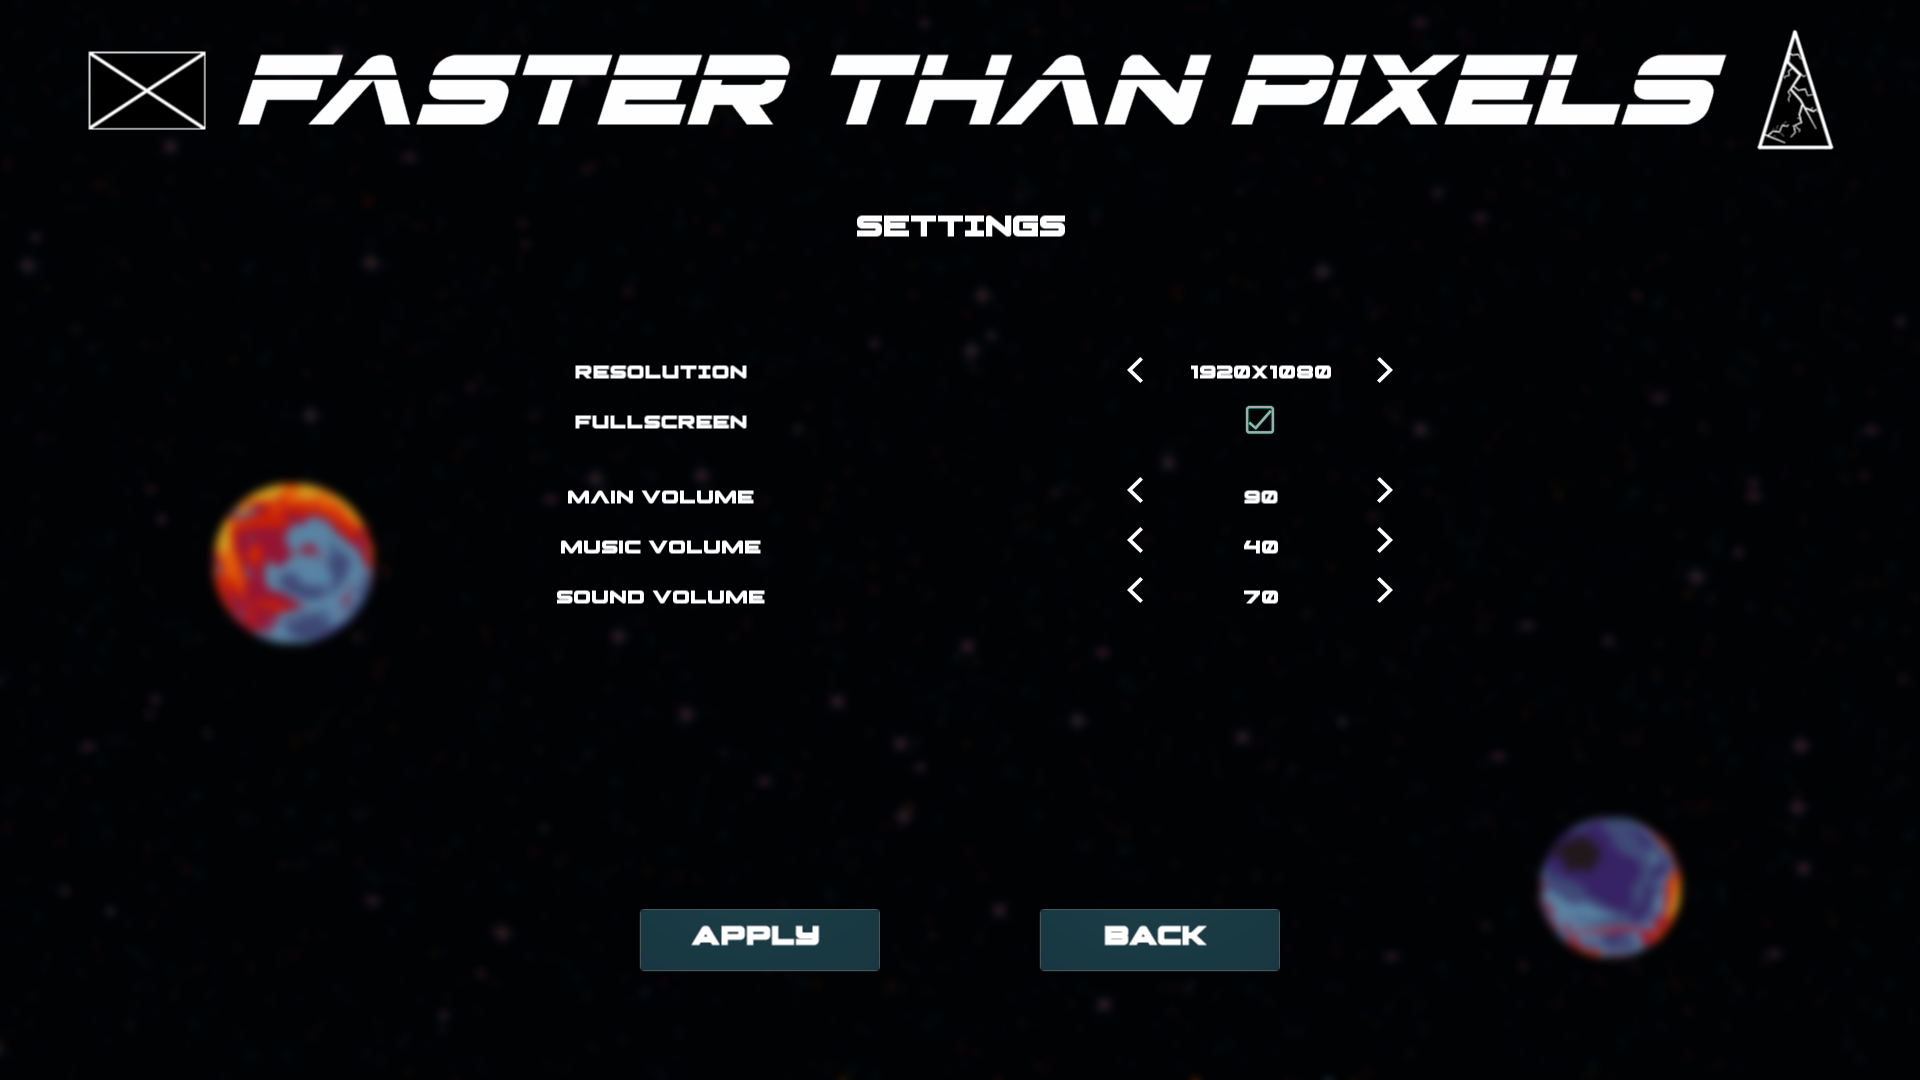 FASTER THAN PIXELS
SETTINGS
RESOLUTION 1920X1080
FULLSCREEN
MAIN VOLUME 90
MUSIC VOLUME 40
SOUND VOLUME 70
APPLY BACK